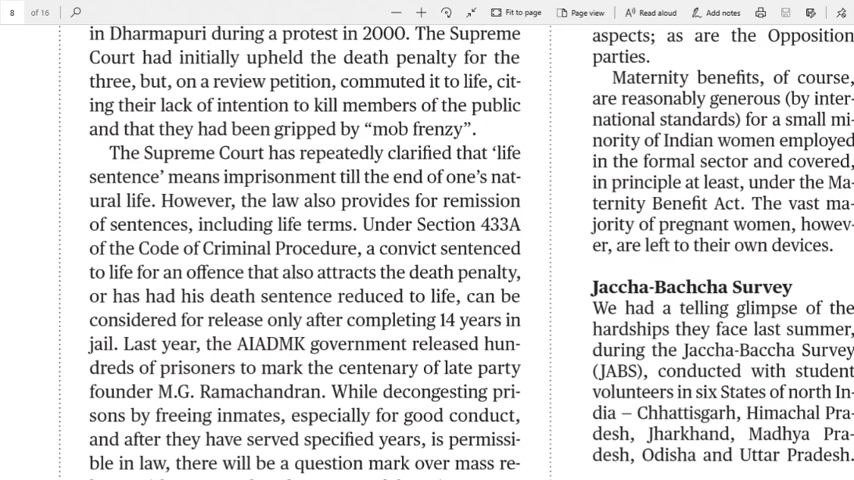 8 of 16 Fit to page Page view Read aloud Add notes
in Dharmapuri during a protest in 2000. The Supreme
Court had initially upheld the death penalty for the
three, but, on a review petition, commuted it to life, cit-
ing their lack of intention to kill members of the public
and that they had been gripped by “mob frenzy”.
The Supreme Court has repeatedly clarified that ‘life
sentence’ means imprisonment till the end of one’s nat-
ural life. However, the law also provides for remission
of sentences, including life terms. Under Section 433A
of the Code of Criminal Procedure, a convict sentenced
to life for an offence that also attracts the death penalty,
or has had his death sentence reduced to life, can be
considered for release only after completing 14 years in
jail. Last year, the AIADMK government released hun-
dreds of prisoners to mark the centenary of late party
founder M.G. Ramachandran. While decongesting pri-
sons by freeing inmates, especially for good conduct,
and after they have served specified years, is permissi-
ble in law, there will be a question mark over mass re-
aspects; as are the Opposition
parties.
Maternity benefits, of course,
are reasonably generous (by inter-
national standards) for a small mi-
nority of Indian women employed
in the formal sector and covered,
in principle at least, under the Ma-
ternity Benefit Act. The vast ma-
jority of pregnant women, howev-
er, are left to their own devices.
Jaccha-Bachcha Survey
We had a telling glimpse of the
hardships they face last summer,
during the Jaccha-Baccha Survey
(JABS), conducted with student
volunteers in six States of north In-
dia — Chhattisgarh, Himachal Pra-
desh, Jharkhand, Madhya Pra-
desh, Odisha and Uttar Pradesh.